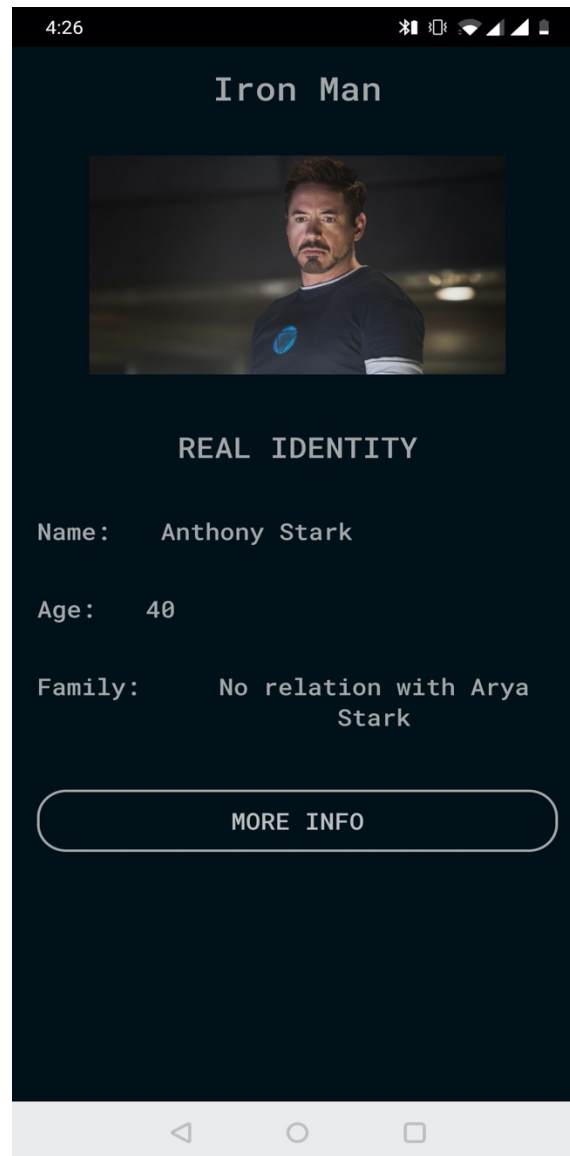 4:26
Iron Man
REAL IDENTITY
Name: Anthony Stark
Age: 40
Family: No relation with Arya
Stark
MORE INFO